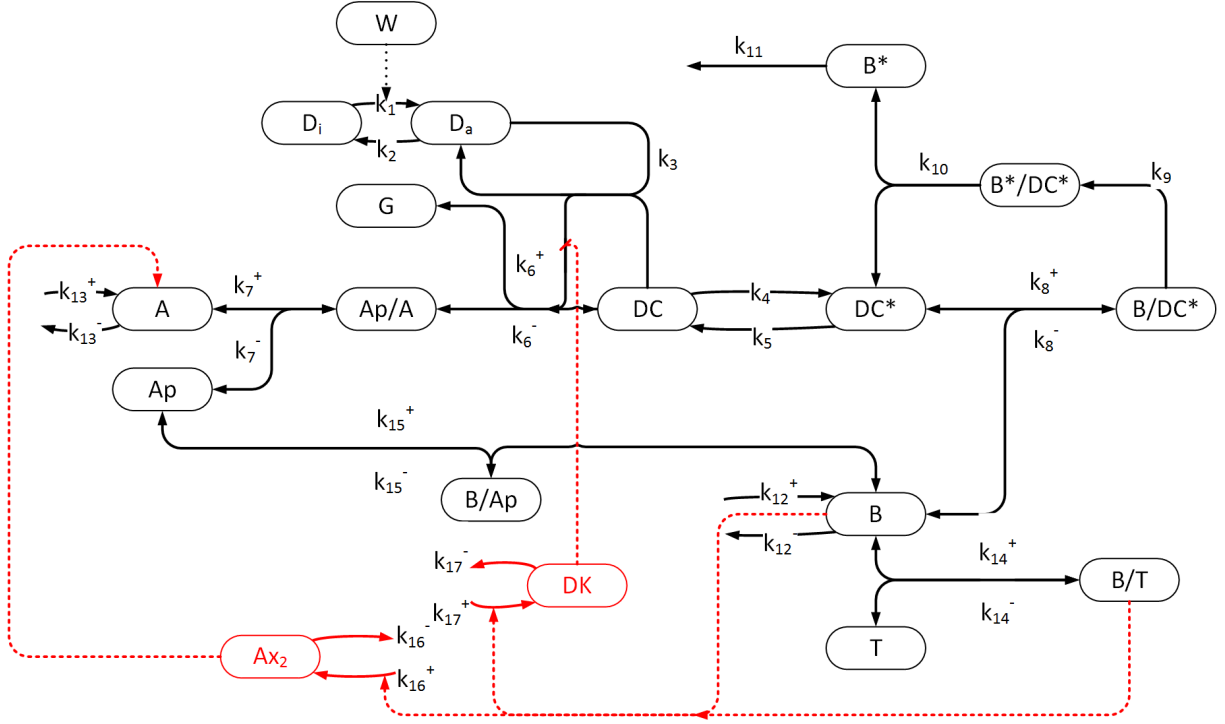 W
k₁₁
B*
k₁
Dᵢ
Dₐ
k₂
k₃
k₁₀
B*/DC*
k₉
G
k₆⁺
k₁₃⁺
A
k₁₃⁻
k₇⁺
k₇⁻
Ap/A
k₆⁻
DC
k₄
k₅
DC*
k₈⁺
k₈⁻
B/DC*
Ap
k₁₅⁺
k₁₅⁻
B/Ap
k₁₂⁺
B
k₁₂⁻
k₁₇⁻
DK
k₁₇⁺
k₁₄⁺
B/T
k₁₄⁻
k₁₆⁻
Ax₂
k₁₆⁺
T